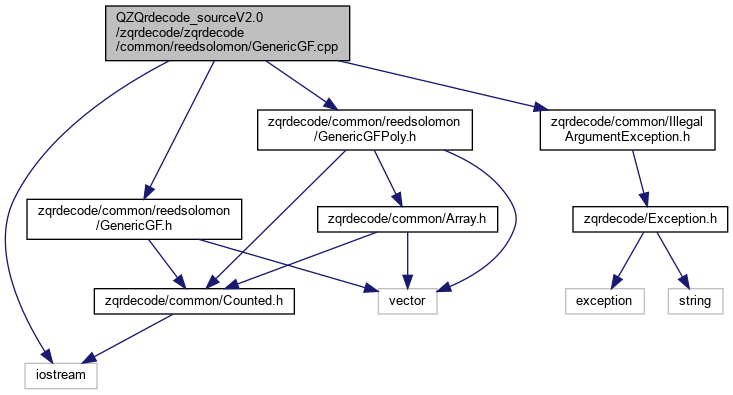 QZQrdecode_sourceV2.0
/zqrdecode/zqrdecode
/common/reedsolomon/GenericGF.cpp
zqrdecode/common/reedsolomon
/GenericGFPoly.h
zqrdecode/common/Illegal
ArgumentException.h
zqrdecode/common/reedsolomon
/GenericGF.h
zqrdecode/common/Array.h
zqrdecode/Exception.h
zqrdecode/common/Counted.h
vector
exception
string
iostream